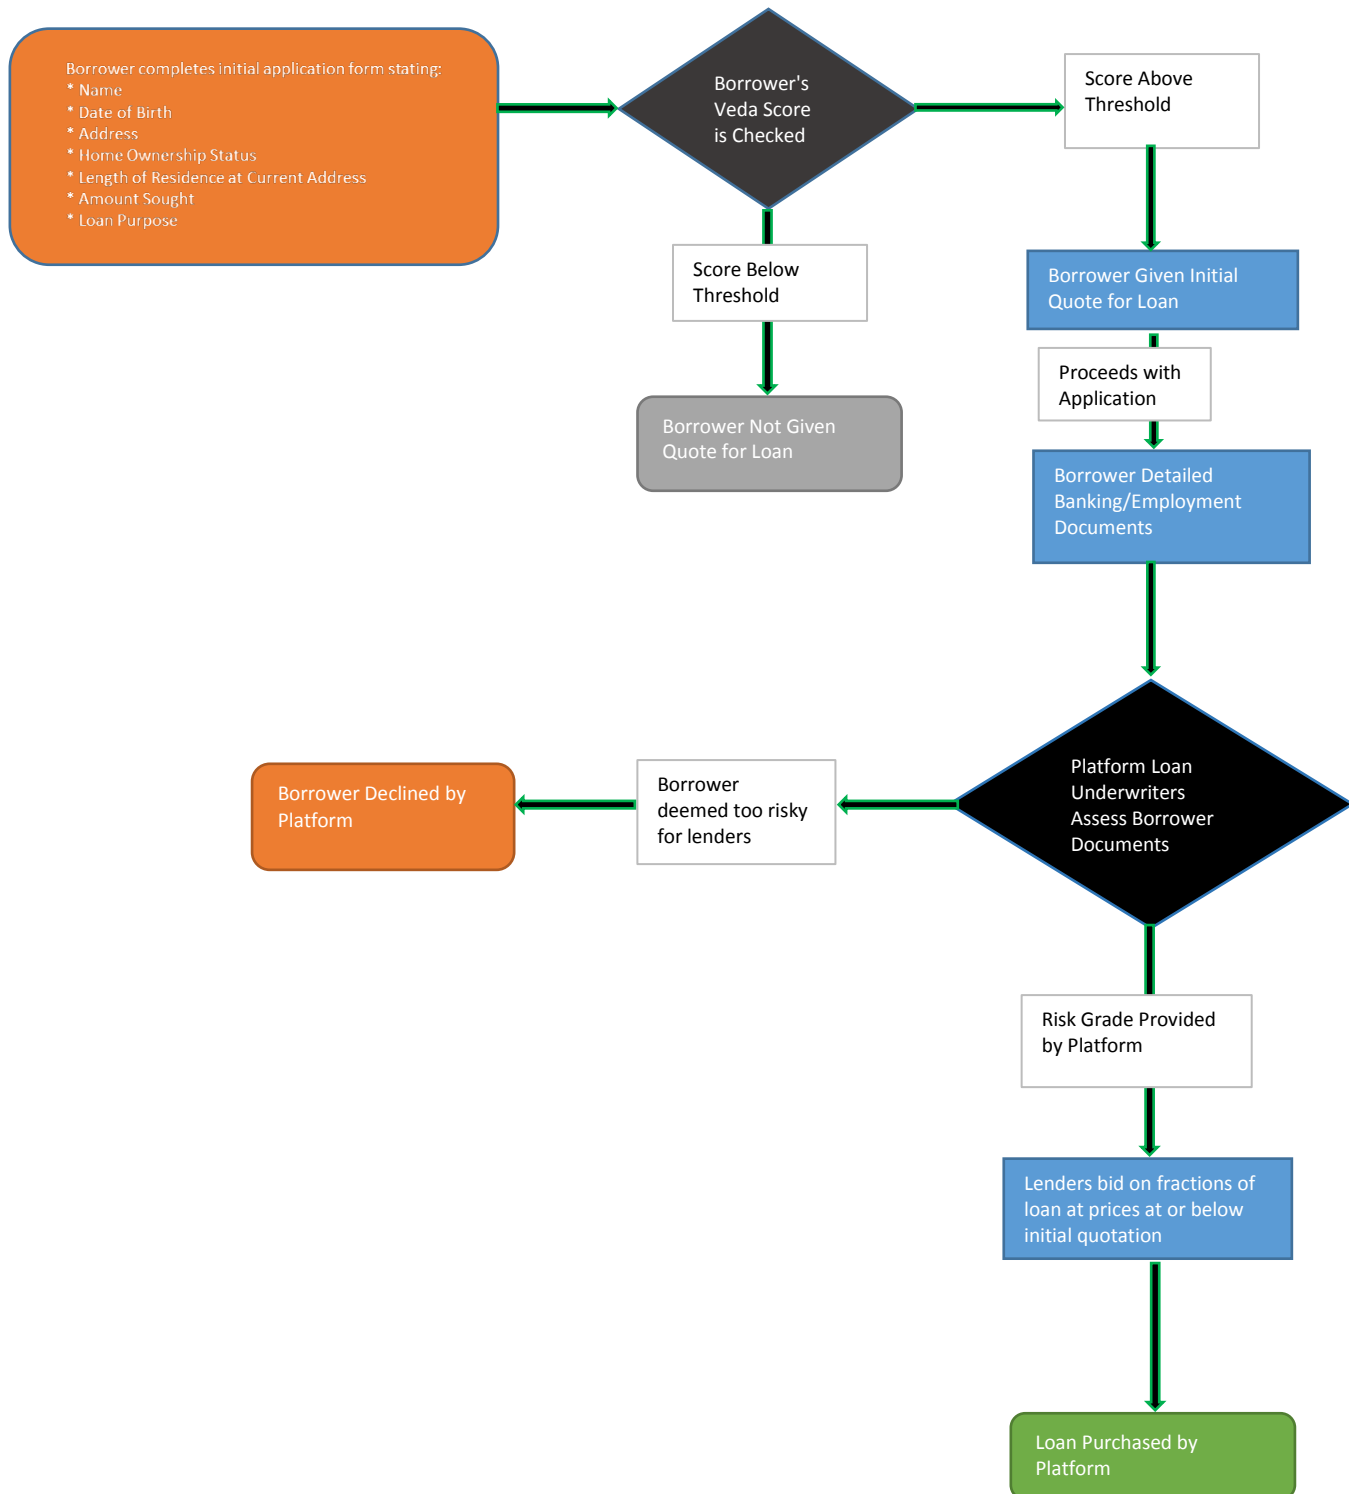 Borrower completes initial application form stating:
* Name
* Date of Birth
* Address
* Home Ownership Status
* Length of Residence at Current Address
* Amount Sought
* Loan Purpose
Borrower's
Veda Score
is Checked
Score Above
Threshold
Score Below
Threshold
Borrower Not Given
Quote for Loan
Borrower Given Initial
Quote for Loan
Proceeds with
Application
Borrower Detailed
Banking/Employment
Documents
Platform Loan
Underwriters
Assess Borrower
Documents
Borrower
deemed too risky
for lenders
Borrower Declined by
Platform
Risk Grade Provided
by Platform
Lenders bid on fractions of
loan at prices at or below
initial quotation
Loan Purchased by
Platform